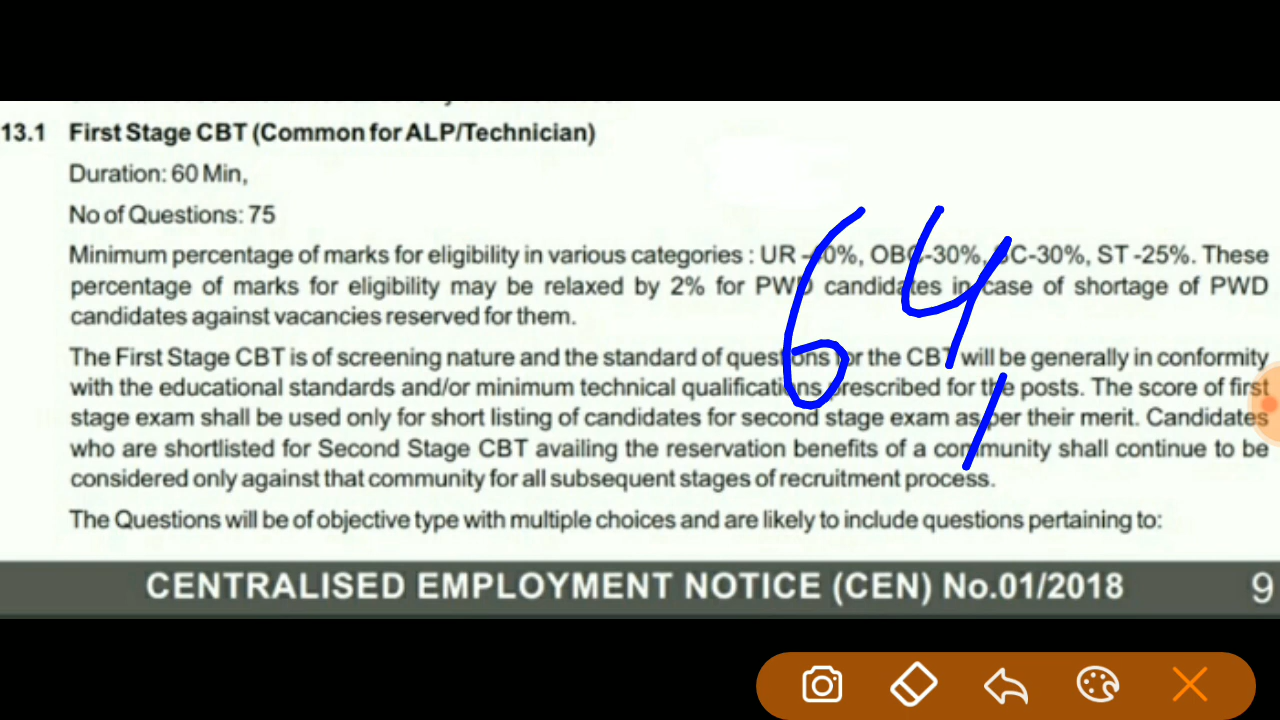 13.1 First Stage CBT (Common for ALP/Technician)
Duration: 60 Min,
No of Questions: 75
Minimum percentage of marks for eligibility in various categories : UR -40%, OBC-30%, SC-30%, ST -25%. These
percentage of marks for eligibility may be relaxed by 2% for PWD candidates in case of shortage of PWD
candidates against vacancies reserved for them.
The First Stage CBT is of screening nature and the standard of questions for the CBT will be generally in conformity
with the educational standards and/or minimum technical qualifications prescribed for the posts. The score of first
stage exam shall be used only for short listing of candidates for second stage exam as per their merit. Candidates
who are shortlisted for Second Stage CBT availing the reservation benefits of a community shall continue to be
considered only against that community for all subsequent stages of recruitment process.
The Questions will be of objective type with multiple choices and are likely to include questions pertaining to:
CENTRALISED EMPLOYMENT NOTICE (CEN) No.01/2018 9
64,